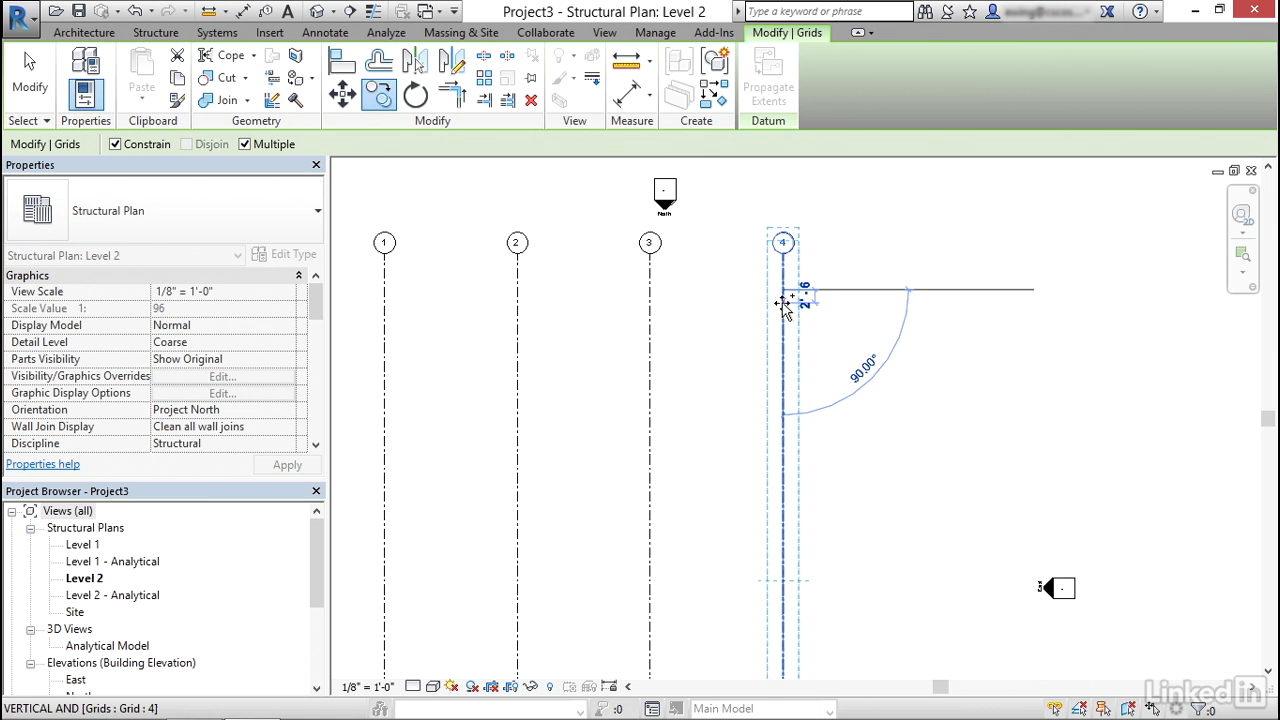 Project3 - Structural Plan: Level 2
Type a keyword or phrase
Architecture Structure Systems Insert Annotate Analyze Massing & Site Collaborate View Manage Add-Ins Modify | Grids
Modify
Paste
Cope
Cut
Join
Propagate
Extents
Select Properties Clipboard Geometry Modify View Measure Create Datum
Modify | Grids Constrain Disjoin Multiple
Properties
Structural Plan
Structural Plan: Level 2 Edit Type
Graphics
View Scale 1/8" = 1'-0"
Scale Value 96
Display Model Normal
Detail Level Coarse
Parts Visibility Show Original
Visibility/Graphics Overrides Edit...
Graphic Display Options Edit...
Orientation Project North
Wall Join Display Clean all wall joins
Discipline Structural
Properties help Apply
Project Browser - Project3
Views (all)
Structural Plans
Level 1
Level 1 - Analytical
Level 2
Level 2 - Analytical
Site
3D Views
Analytical Model
Elevations (Building Elevation)
East
North
1 2 3 4
2' - 6
90.00°
East
1/8" = 1'-0"
VERTICAL AND [Grids : Grid : 4]
:0
Main Model
:0
LinkedIn